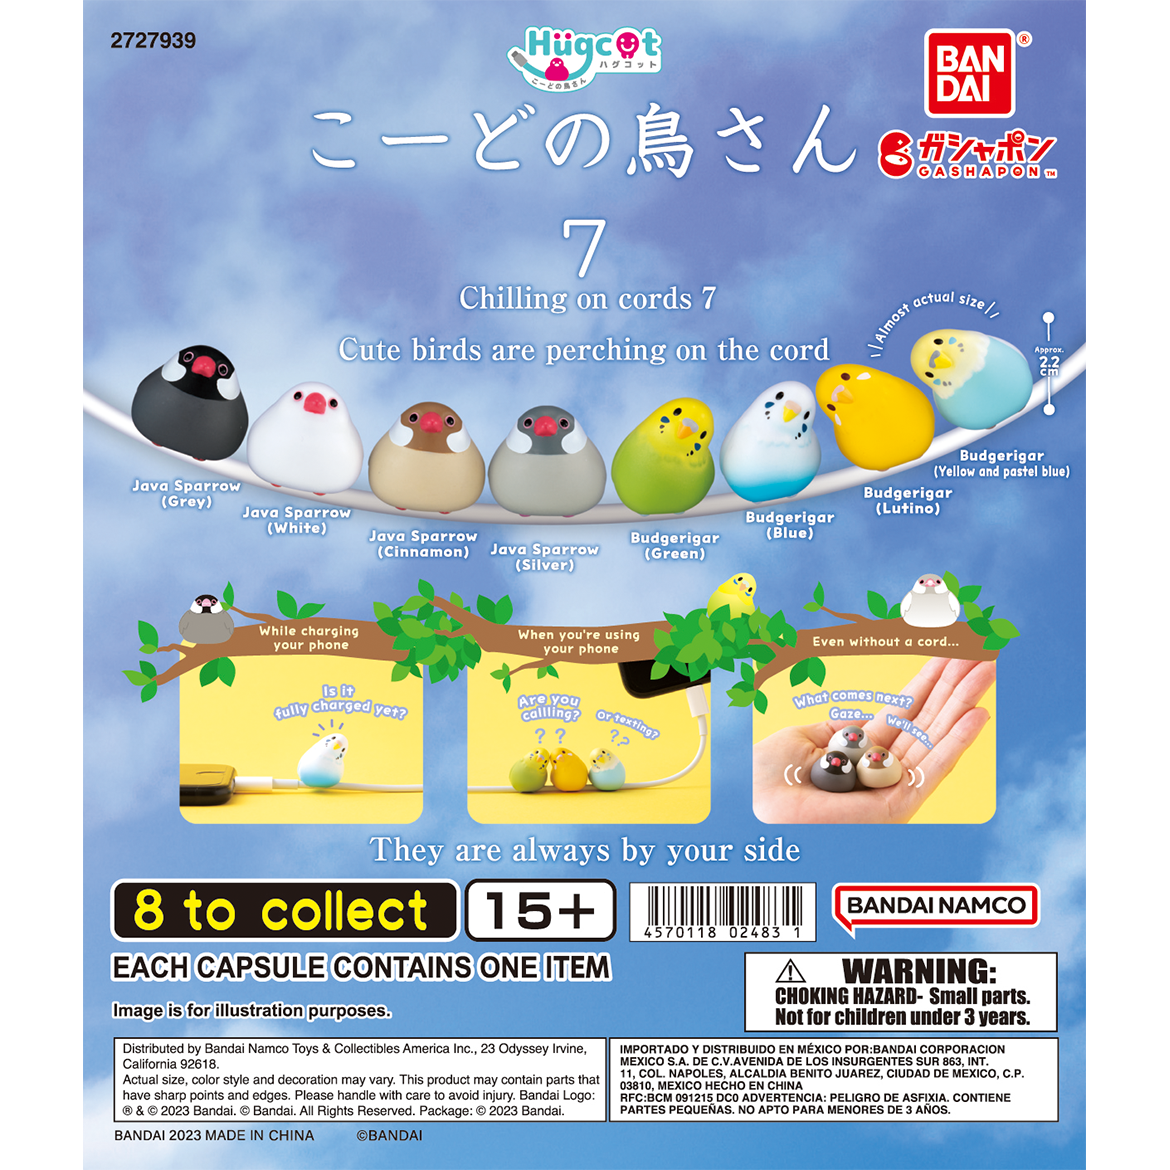 2727939
Hügcot
ハグコット
こーどの鳥さん
BAN
DAI
®
こーどの鳥さん
ガシャポン
GASHAPON™
7
Chilling on cords 7
Cute birds are perching on the cord
Almost actual size
Approx.
2.2
cm
Java Sparrow
(Grey)
Java Sparrow
(White)
Java Sparrow
(Cinnamon)
Java Sparrow
(Silver)
Budgerigar
(Green)
Budgerigar
(Blue)
Budgerigar
(Lutino)
Budgerigar
(Yellow and pastel blue)
While charging
your phone
When you're using
your phone
Even without a cord...
Is it
fully charged yet?
Are you
callling?
Or texting?
? ? ? ?
What comes next?
Gaze...
We'll see...
They are always by your side
8 to collect
15+
4570118 02483 1
BANDAI NAMCO
EACH CAPSULE CONTAINS ONE ITEM
Image is for illustration purposes.
WARNING:
CHOKING HAZARD- Small parts.
Not for children under 3 years.
Distributed by Bandai Namco Toys & Collectibles America Inc., 23 Odyssey Irvine,
California 92618.
Actual size, color style and decoration may vary. This product may contain parts that
have sharp points and edges. Please handle with care to avoid injury. Bandai Logo:
® & © 2023 Bandai. © Bandai. All Rights Reserved. Package: © 2023 Bandai.
IMPORTADO Y DISTRIBUIDO EN MÉXICO POR:BANDAI CORPORACION
MEXICO S.A. DE C.V.AVENIDA DE LOS INSURGENTES SUR 863, INT.
11, COL. NAPOLES, ALCALDIA BENITO JUAREZ, CIUDAD DE MEXICO, C.P.
03810, MEXICO HECHO EN CHINA
RFC:BCM 091215 DC0 ADVERTENCIA: PELIGRO DE ASFIXIA. CONTIENE
PARTES PEQUEÑAS. NO APTO PARA MENORES DE 3 AÑOS.
BANDAI 2023 MADE IN CHINA
©BANDAI